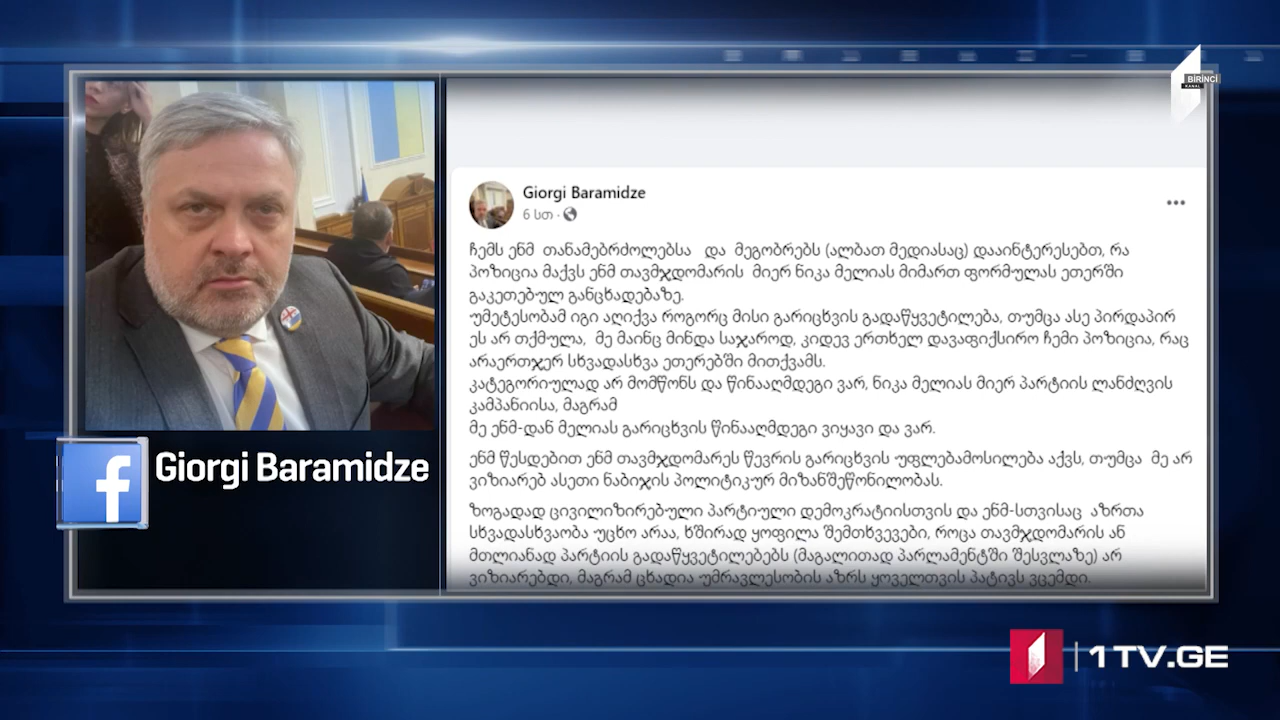 BİRİNCİ
KANAL
Giorgi Baramidze
6 სთ ·
ჩემს ენმ თანამებრძოლებსა და მეგობრებს (ალბათ მედიასაც) დააინტერესებთ, რა
პოზიცია მაქვს ენმ თავმჯდომარის მიერ ნიკა მელიას მიმართ ფორმულას ეთერში
გაკეთებულ განცხადებაზე.
უმეტესობამ იგი აღიქვა როგორც მისი გარიცხვის გადაწყვეტილება, თუმცა ასე პირდაპირ
ეს არ თქმულა, მე მაინც მინდა საჯაროდ, კიდევ ერთხელ დავაფიქსირო ჩემი პოზიცია, რაც
არაერთჯერ სხვადასხვა ეთერებში მითქვამს.
კატეგორიულად არ მომწონს და წინააღმდეგი ვარ, ნიკა მელიას მიერ პარტიის ლანძღვის
კამპანიისა, მაგრამ
მე ენმ-დან მელიას გარიცხვის წინააღმდეგი ვიყავი და ვარ.
ენმ წესდებით ენმ თავმჯდომარეს წევრის გარიცხვის უფლებამოსილება აქვს, თუმცა მე არ
ვიზიარებ ასეთი ნაბიჯის პოლიტიკურ მიზანშეწონილობას.
ზოგადად ცივილიზირებული პარტიული დემოკრატიისთვის და ენმ-სთვისაც აზრთა
სხვადასხვაობა უცხო არაა, ხშირად ყოფილა შემთხვევები, როცა თავმჯდომარის ან
მთლიანად პარტიის გადაწყვეტილებებს (მაგალითად პარლამენტში შესვლაზე) არ
ვიზიარებდი, მაგრამ ცხადია უმრავლესობის აზრს ყოველთვის პატივს ვცემდი.
Giorgi Baramidze
1TV.GE